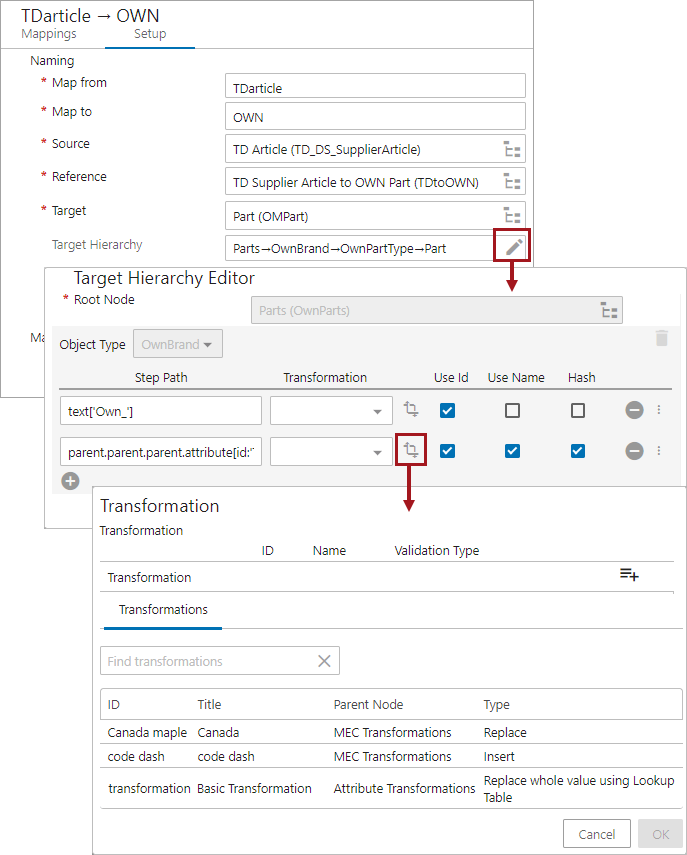 TDarticle → OWN
Mappings Setup
Naming
* Map from TDarticle
* Map to OWN
* Source TD Article (TD_DS_SupplierArticle)
* Reference TD Supplier Article to OWN Part (TDtoOWN)
* Target Part (OMPart)
Target Hierarchy Parts→OwnBrand→OwnPartType→Part
Target Hierarchy Editor
* Root Node Parts (OwnParts)
Ma
Object Type OwnBrand
Step Path Transformation Use Id Use Name Hash
text['Own_']
parent.parent.parent.attribute[id:'
Transformation
Transformation
ID Name Validation Type
Transformation
Transformations
Find transformations
ID Title Parent Node Type
Canada maple Canada MEC Transformations Replace
code dash code dash MEC Transformations Insert
transformation Basic Transformation Attribute Transformations Replace whole value using Lookup
Table
Cancel OK